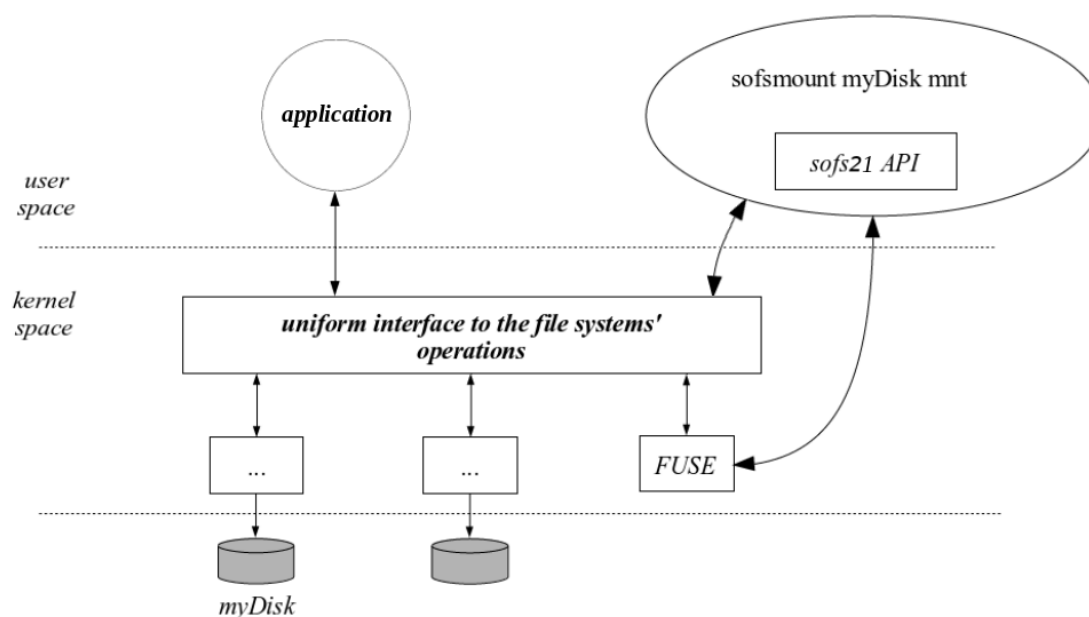 application
sofsmount myDisk mnt
sofs21 API
user
space
kernel
space
uniform interface to the file systems'
operations
...
...
FUSE
myDisk